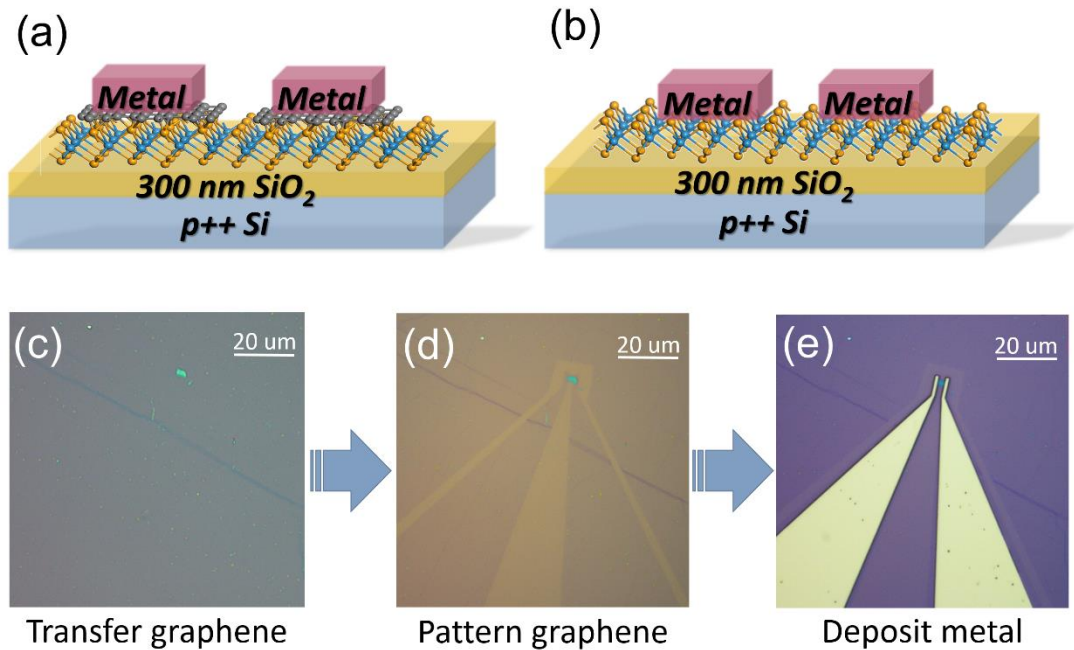 (a)
Metal Metal
300 nm SiO₂
p++ Si
(b)
Metal Metal
300 nm SiO₂
p++ Si
(c)
20 um
(d)
20 um
(e)
20 um
Transfer graphene
Pattern graphene
Deposit metal